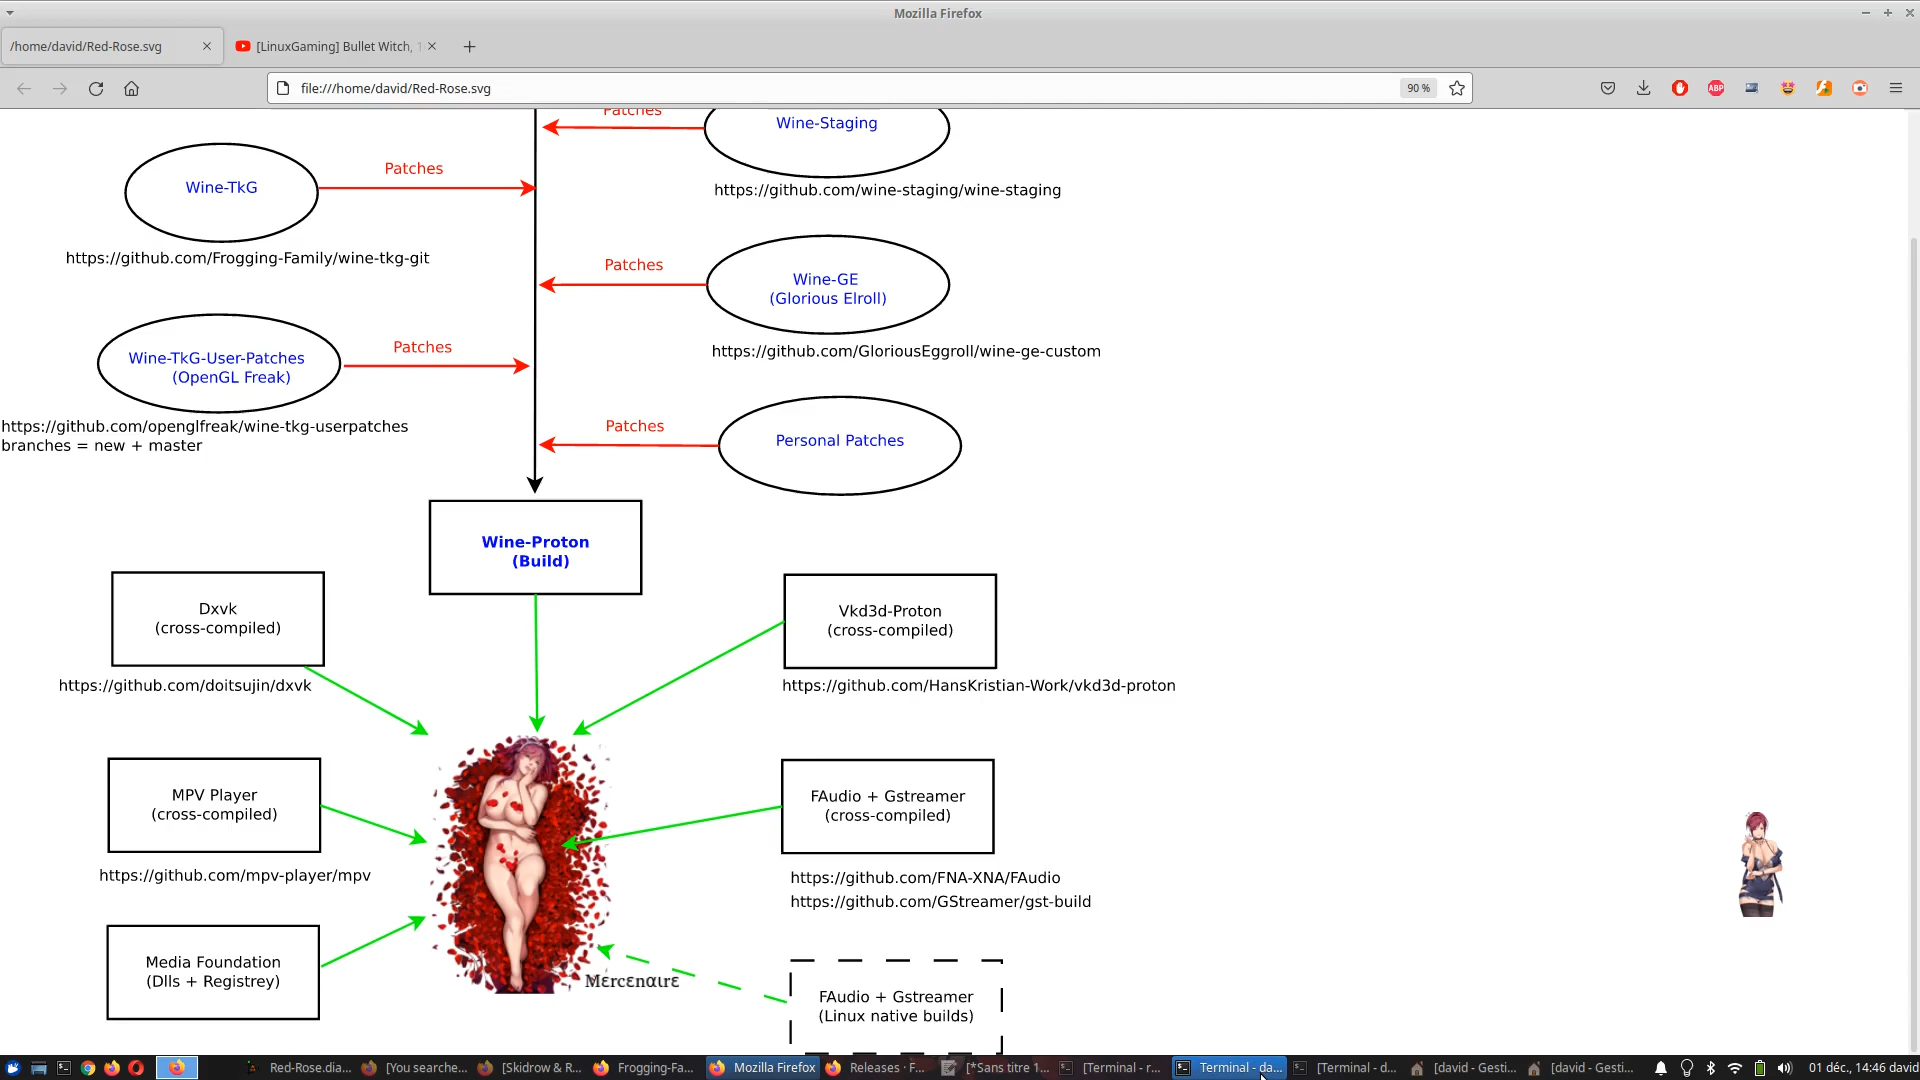 Mozilla Firefox
/home/david/Red-Rose.svg
[LinuxGaming] Bullet Witch,
file:///home/david/Red-Rose.svg
90 %
ABP
Patches
Wine-Staging
https://github.com/wine-staging/wine-staging
Wine-TkG
Patches
https://github.com/Frogging-Family/wine-tkg-git
Patches
Wine-GE
(Glorious Elroll)
https://github.com/GloriousEggroll/wine-ge-custom
Wine-TkG-User-Patches
(OpenGL Freak)
Patches
https://github.com/openglfreak/wine-tkg-userpatches
branches = new + master
Patches
Personal Patches
Wine-Proton
(Build)
Dxvk
(cross-compiled)
https://github.com/doitsujin/dxvk
Vkd3d-Proton
(cross-compiled)
https://github.com/HansKristian-Work/vkd3d-proton
MPV Player
(cross-compiled)
https://github.com/mpv-player/mpv
FAudio + Gstreamer
(cross-compiled)
https://github.com/FNA-XNA/FAudio
https://github.com/GStreamer/gst-build
Media Foundation
(Dlls + Registrey)
Mεrcεnαιrε
FAudio + Gstreamer
(Linux native builds)
Red-Rose.dia...
[You searche...
[Skidrow & R...
Frogging-Fa...
Mozilla Firefox
Releases · F...
[*Sans titre 1...
[Terminal - r...
Terminal - da...
[Terminal - d...
[david - Gesti...
[david - Gesti...
01 déc., 14:46
david